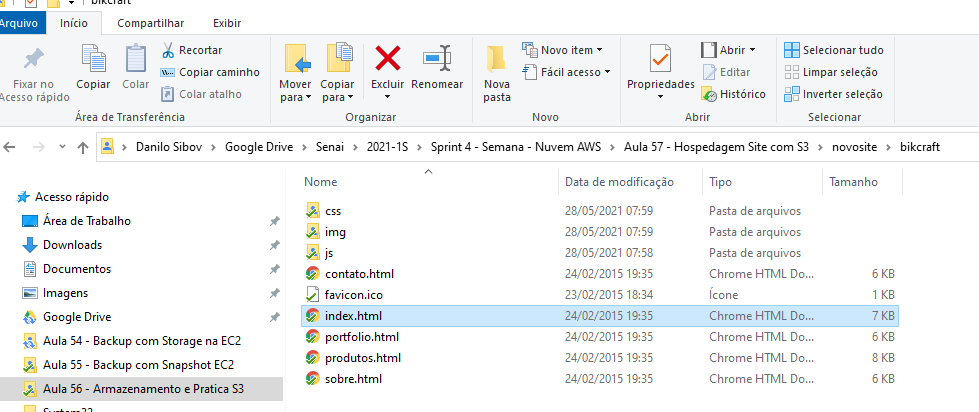 bikcraft
Arquivo Início Compartilhar Exibir
Fixar no
Acesso rápido
Copiar
Colar
Recortar
Copiar caminho
Colar atalho
Área de Transferência
Mover
para
Copiar
para
Excluir
Renomear
Organizar
Nova
pasta
Novo item
Fácil acesso
Novo
Propriedades
Abrir
Editar
Histórico
Abrir
Selecionar tudo
Limpar seleção
Inverter seleção
Selecionar
Danilo Sibov > Google Drive > Senai > 2021-1S > Sprint 4 - Semana - Nuvem AWS > Aula 57 - Hospedagem Site com S3 > novosite > bikcraft
Acesso rápido
Área de Trabalho
Downloads
Documentos
Imagens
Google Drive
Aula 54 - Backup com Storage na EC2
Aula 55 - Backup com Snapshot EC2
Aula 56 - Armazenamento e Pratica S3
System32
Nome Data de modificação Tipo Tamanho
css 28/05/2021 07:59 Pasta de arquivos
img 28/05/2021 07:59 Pasta de arquivos
js 28/05/2021 07:58 Pasta de arquivos
contato.html 24/02/2015 19:35 Chrome HTML Do... 6 KB
favicon.ico 23/02/2015 18:34 Ícone 1 KB
index.html 24/02/2015 19:35 Chrome HTML Do... 7 KB
portfolio.html 24/02/2015 19:35 Chrome HTML Do... 6 KB
produtos.html 24/02/2015 19:35 Chrome HTML Do... 8 KB
sobre.html 24/02/2015 19:35 Chrome HTML Do... 6 KB